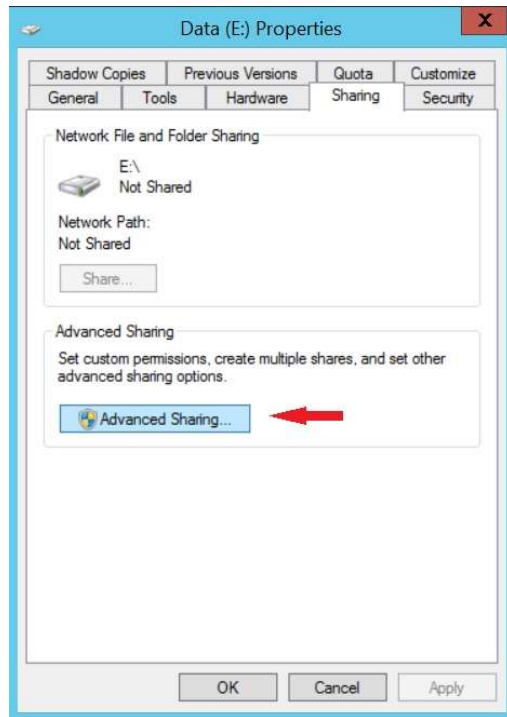 Data (E:) Properties
X
Shadow Copies Previous Versions Quota Customize
General Tools Hardware Sharing Security
Network File and Folder Sharing
E:\
Not Shared
Network Path:
Not Shared
Share...
Advanced Sharing
Set custom permissions, create multiple shares, and set other
advanced sharing options.
Advanced Sharing...
OK Cancel Apply